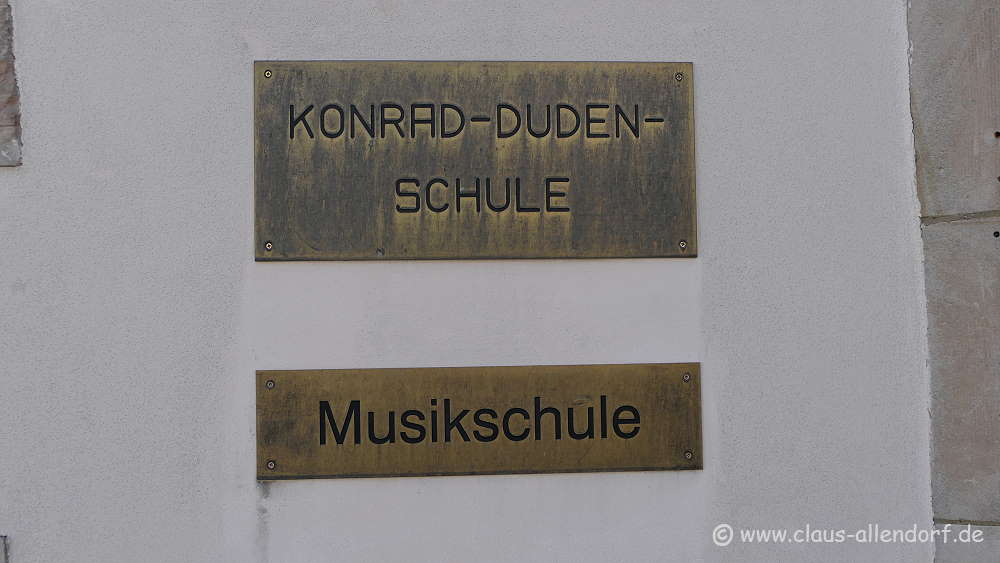 KONRAD-DUDEN-
SCHULE
Musikschule
© www.claus-allendorf.de